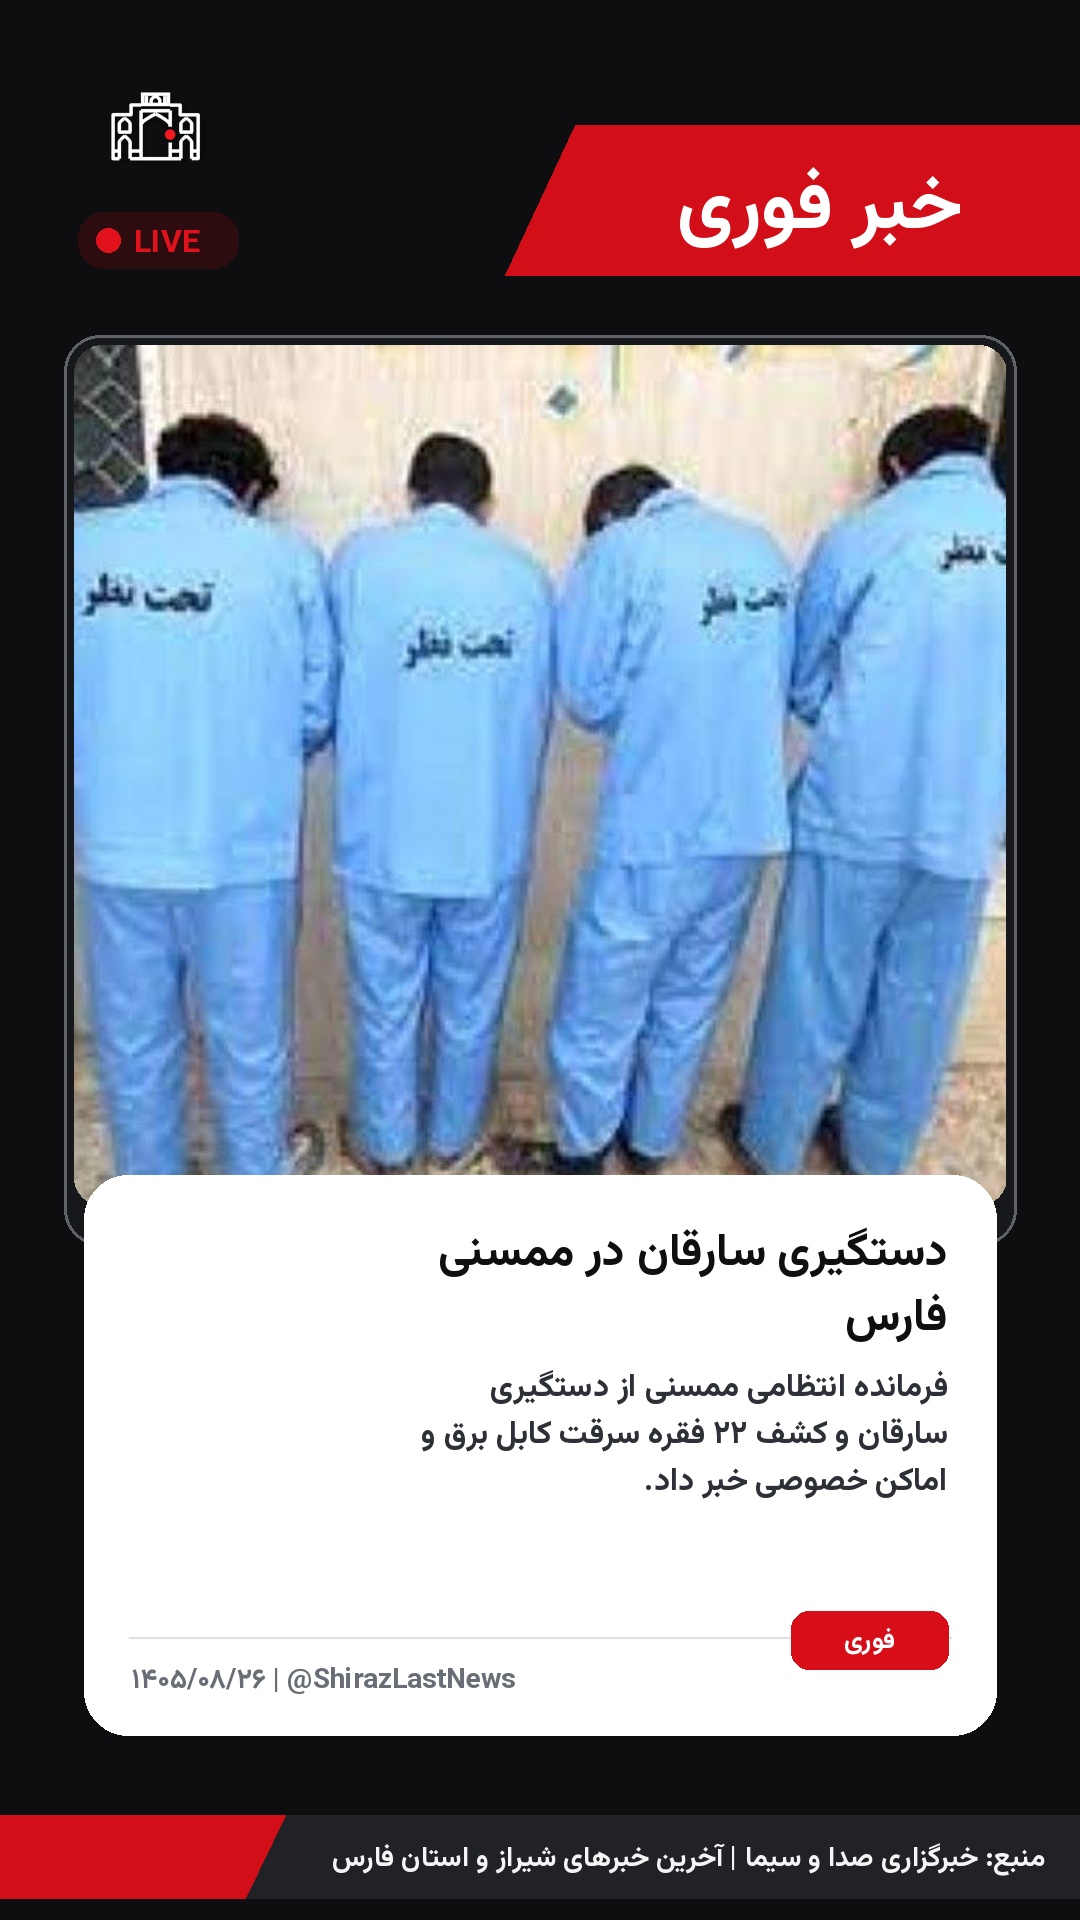 خبر فوری
LIVE
تحت نظر
تحت نظر
تحت نظر
تحت نظر
دستگیری سارقان در ممسنی
فارس
فرمانده انتظامی ممسنی از دستگیری
سارقان و کشف ۲۲ فقره سرقت کابل برق و
اماکن خصوصی خبر داد.
فوری
۱۴۰۵/۰۸/۲۶ | @ShirazLastNews
منبع: خبرگزاری صدا و سیما | آخرین خبرهای شیراز و استان فارس